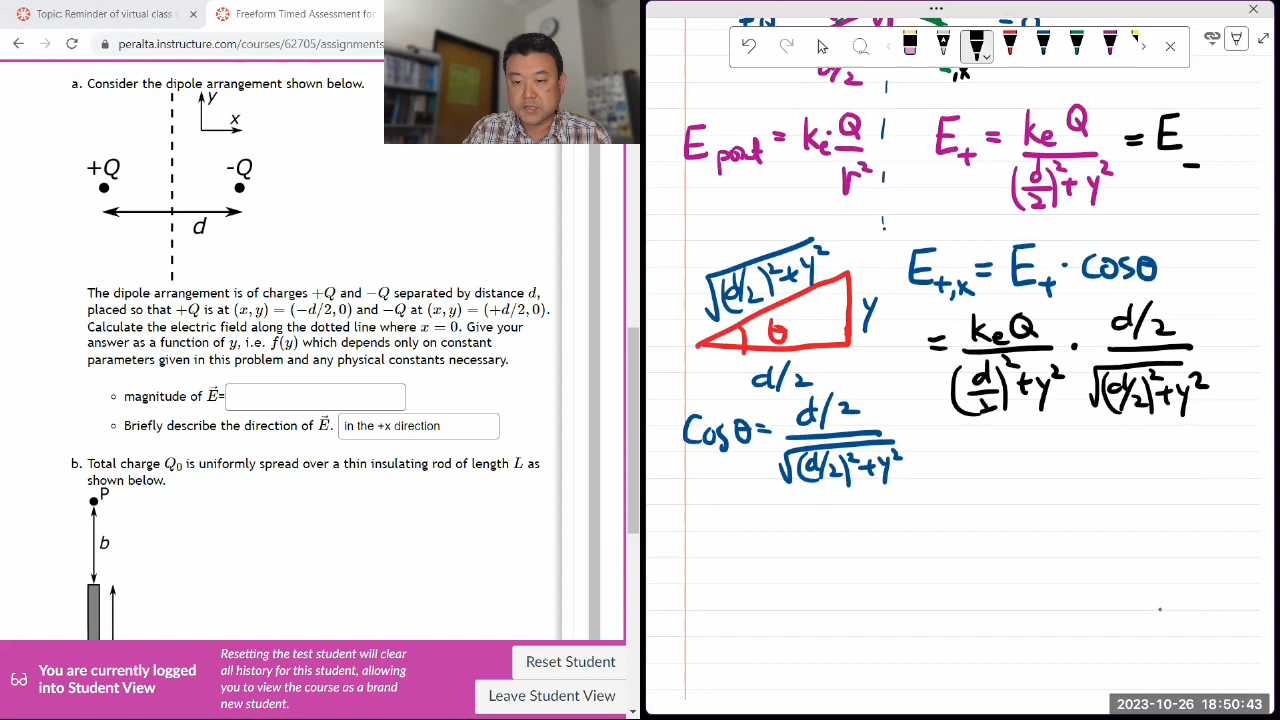 Topic: Reminder of virtual class
Freeform Timed Assessment for
peralta.instructure.com/courses/62705/assignments
a. Consider the dipole arrangement shown below.
y
x
+Q
-Q
d
The dipole arrangement is of charges +Q and −Q separated by distance d,
placed so that +Q is at (x, y) = (−d/2, 0) and −Q at (x, y) = (+d/2, 0).
Calculate the electric field along the dotted line where x = 0. Give your
answer as a function of y, i.e. f(y) which depends only on constant
parameters given in this problem and any physical constants necessary.
magnitude of E⃗=
Briefly describe the direction of E⃗. in the +x direction
b. Total charge Q₀ is uniformly spread over a thin insulating rod of length L as
shown below.
P
b
You are currently logged
into Student View
Resetting the test student will clear
all history for this student, allowing
you to view the course as a brand
new student.
Reset Student
Leave Student View
d/2
,x
E point = ke · Q / r²
E+ = ke Q / ((d/2)² + y²) = E−
√((d/2)² + y²)
y
θ
d/2
E+,x = E+ · cosθ
= ke Q / ((d/2)² + y²) · d/2 / √((d/2)² + y²)
Cosθ = d/2 / √((d/2)² + y²)
2023-10-26 18:50:43